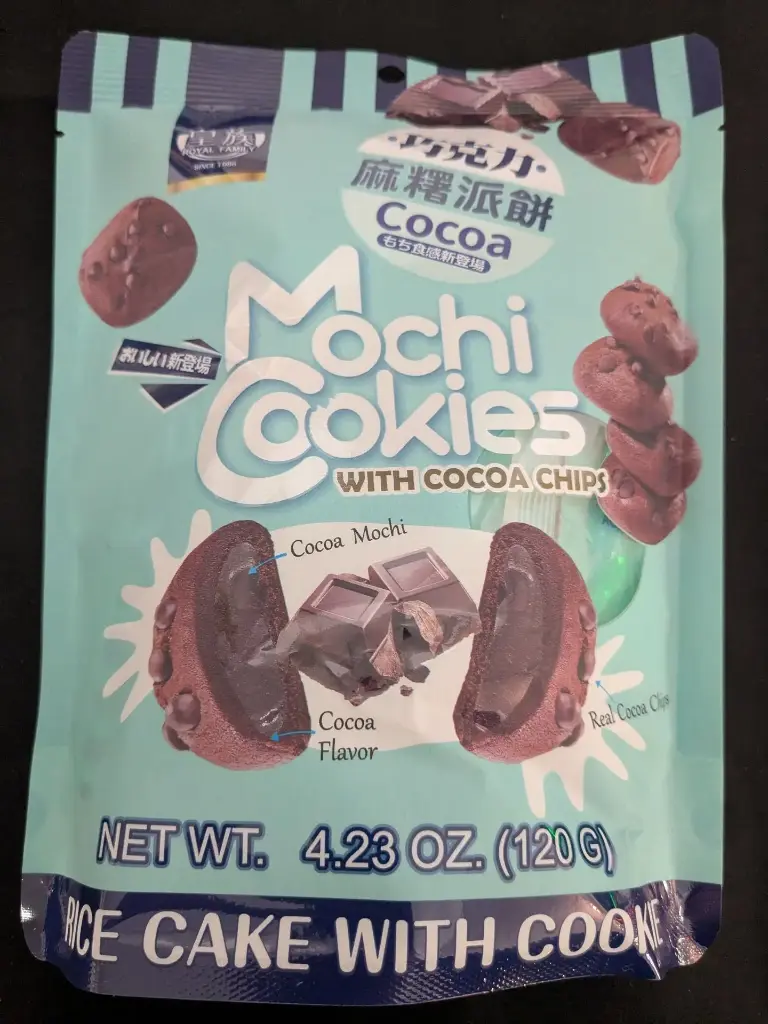 皇族
ROYAL FAMILY
SINCE 1980
·巧克力·
麻糬派餅
Cocoa
もち食感新登場
Mochi
おいしい新登場
Cookies
WITH COCOA CHIPS
Cocoa Mochi
Cocoa
Flavor
Real Cocoa Chips
NET WT. 4.23 OZ. (120 G)
RICE CAKE WITH COOKIE